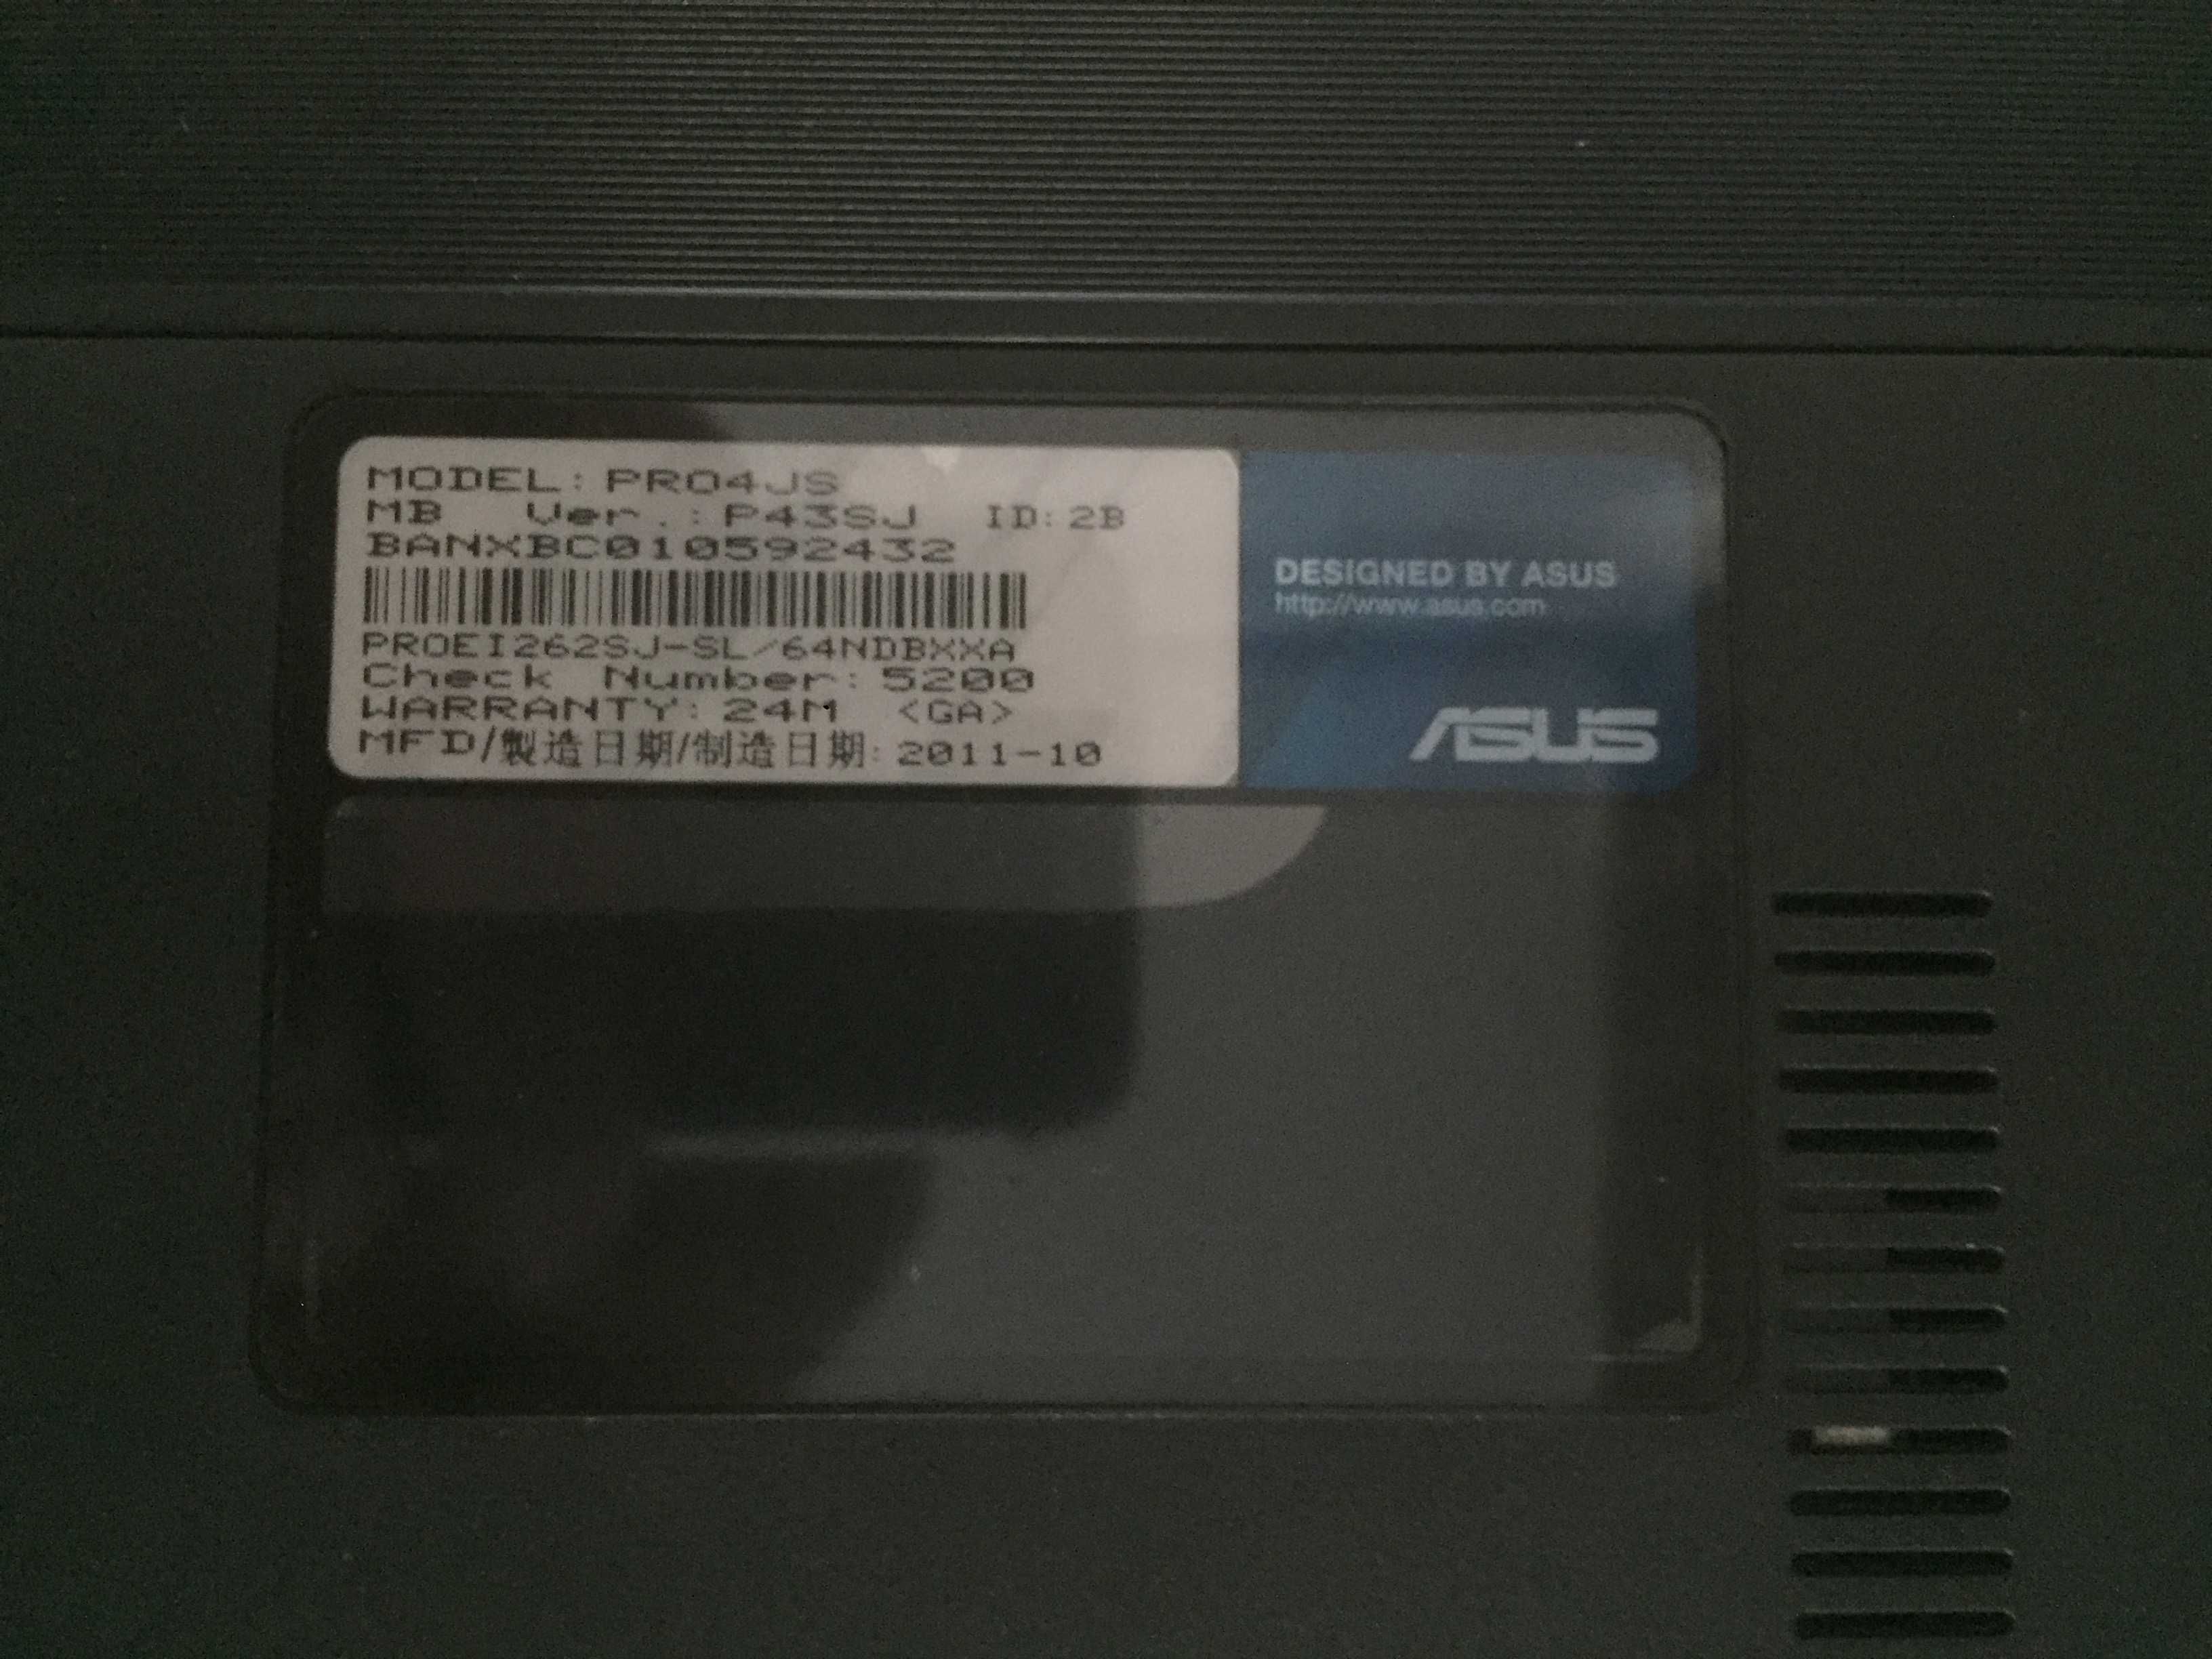 MODEL: PRO4JS
MB Ver.: P43SJ ID: 2B
BANXBC010592432
PROEI262SJ-SL/64NDBXXA
Check Number: 5200
WARRANTY: 24M <GA>
MFD/製造日期/制造日期: 2011-10
DESIGNED BY ASUS
http://www.asus.com
ASUS